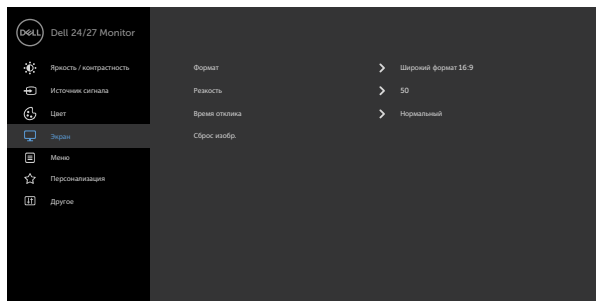 DELL Dell 24/27 Monitor
Яркость / контрастность
Формат
Широкий формат 16:9
Источник сигнала
Резкость
50
Цвет
Время отклика
Нормальный
Экран
Сброс изобр.
Меню
Персонализация
Другое